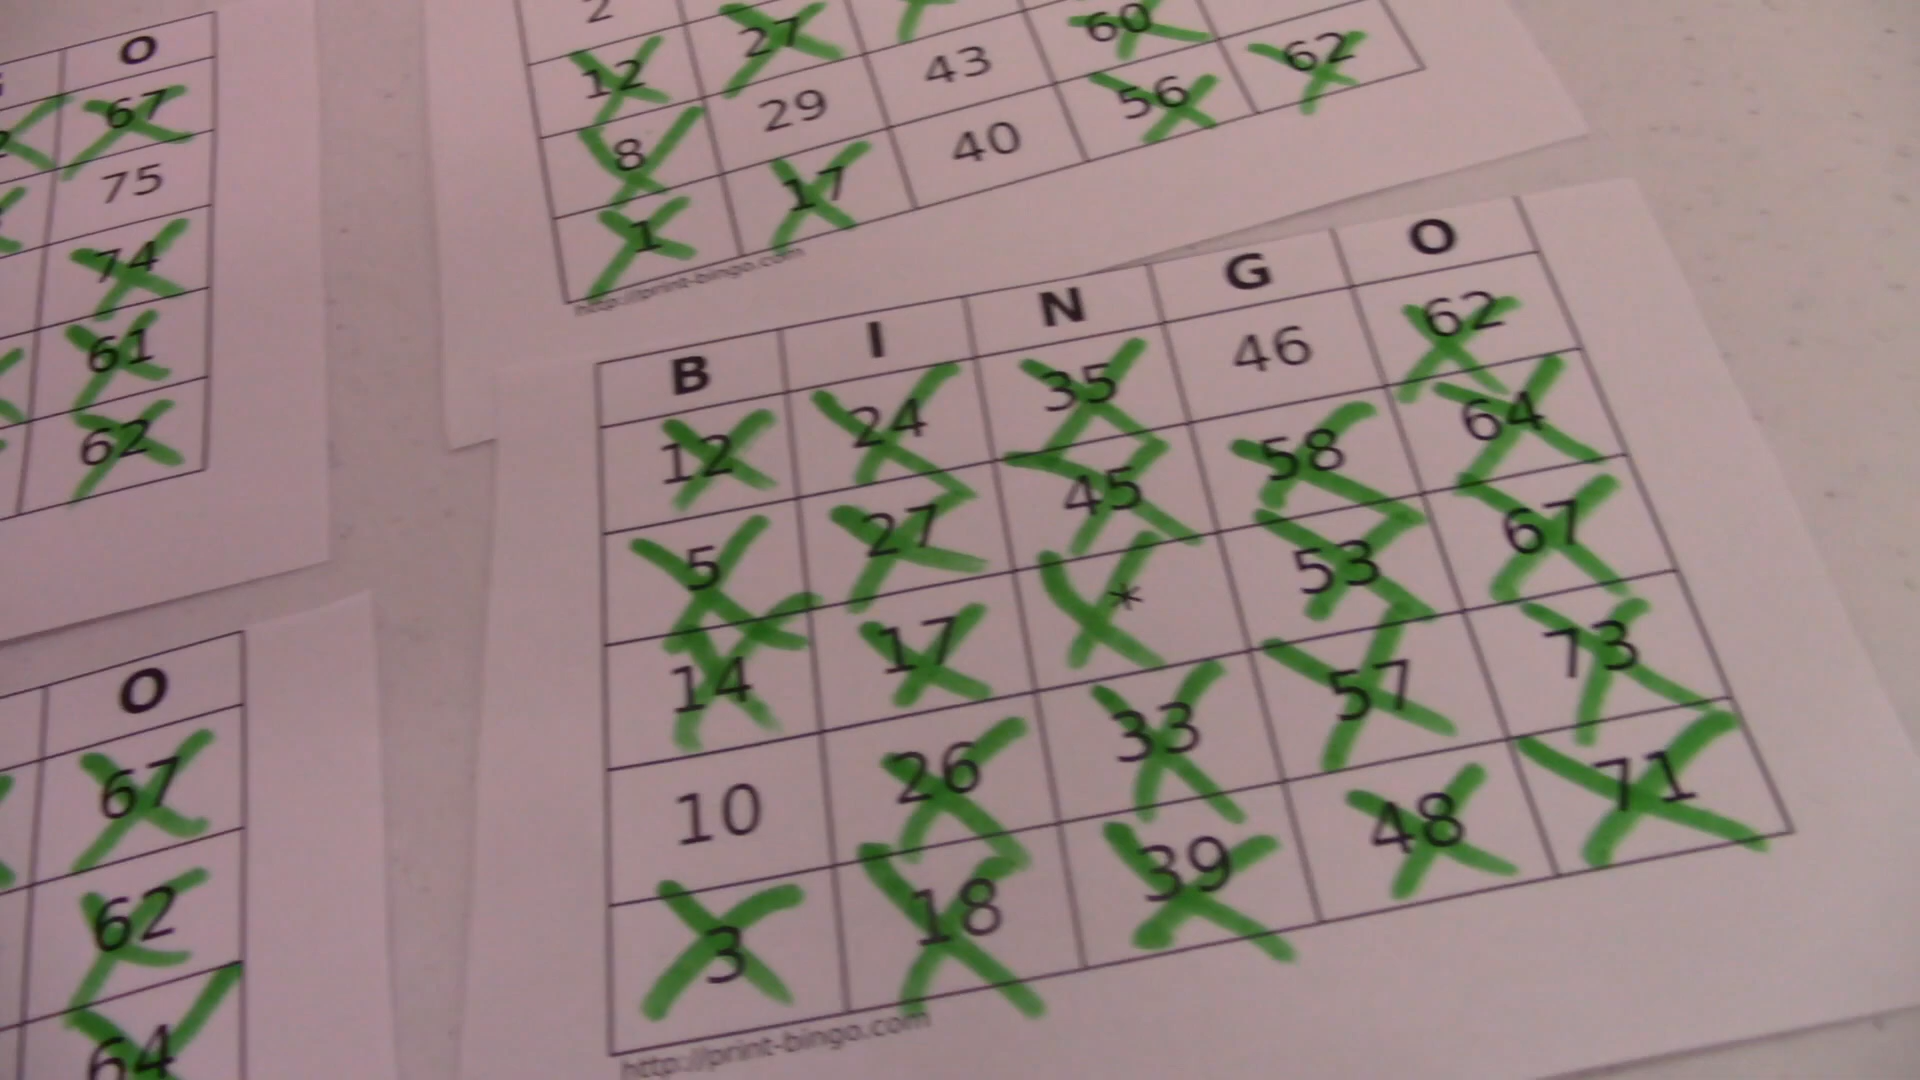 O
67
75
74
61
62
2
12 27 60
8 29 43 56 62
1 17 40
http://print-bingo.com
B I N G O
12 24 35 46 62
5 27 45 58 64
14 17 * 53 67
10 26 33 57 73
3 18 39 48 71
http://print-bingo.com
O
67
62
64